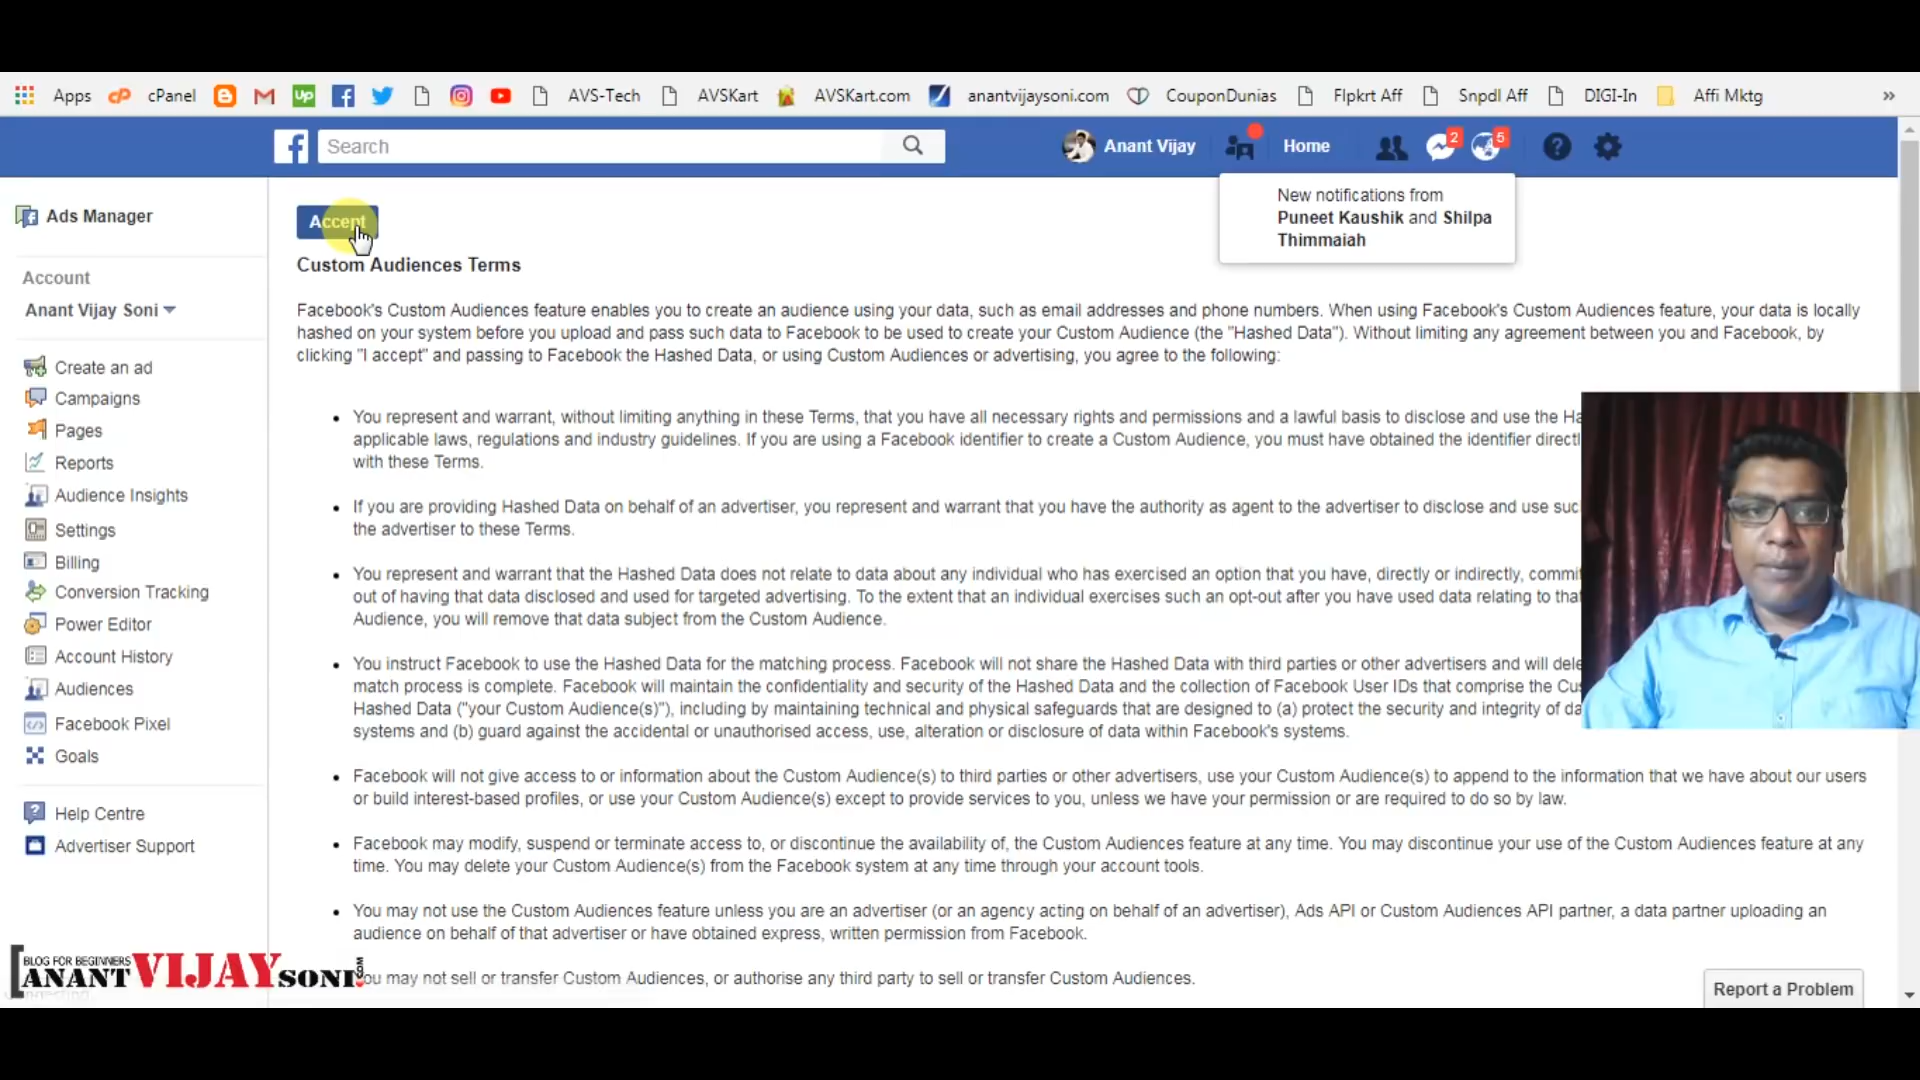 Apps cPanel AVS-Tech AVSKart AVSKart.com anantvijaysoni.com CouponDunias Flpkrt Aff Snpdl Aff DIGI-In Affi Mktg »
Search Anant Vijay Home 2 5
New notifications from
Puneet Kaushik and Shilpa
Thimmaiah
Ads Manager
Account
Anant Vijay Soni
Create an ad
Campaigns
Pages
Reports
Audience Insights
Settings
Billing
Conversion Tracking
Power Editor
Account History
Audiences
Facebook Pixel
Goals
Help Centre
Advertiser Support
Accept
Custom Audiences Terms
Facebook's Custom Audiences feature enables you to create an audience using your data, such as email addresses and phone numbers. When using Facebook's Custom Audiences feature, your data is locally
hashed on your system before you upload and pass such data to Facebook to be used to create your Custom Audience (the "Hashed Data"). Without limiting any agreement between you and Facebook, by
clicking "I accept" and passing to Facebook the Hashed Data, or using Custom Audiences or advertising, you agree to the following:
• You represent and warrant, without limiting anything in these Terms, that you have all necessary rights and permissions and a lawful basis to disclose and use the Ha
applicable laws, regulations and industry guidelines. If you are using a Facebook identifier to create a Custom Audience, you must have obtained the identifier directl
with these Terms.
• If you are providing Hashed Data on behalf of an advertiser, you represent and warrant that you have the authority as agent to the advertiser to disclose and use suc
the advertiser to these Terms.
• You represent and warrant that the Hashed Data does not relate to data about any individual who has exercised an option that you have, directly or indirectly, commit
out of having that data disclosed and used for targeted advertising. To the extent that an individual exercises such an opt-out after you have used data relating to that
Audience, you will remove that data subject from the Custom Audience.
• You instruct Facebook to use the Hashed Data for the matching process. Facebook will not share the Hashed Data with third parties or other advertisers and will dele
match process is complete. Facebook will maintain the confidentiality and security of the Hashed Data and the collection of Facebook User IDs that comprise the Cus
Hashed Data ("your Custom Audience(s)"), including by maintaining technical and physical safeguards that are designed to (a) protect the security and integrity of da
systems and (b) guard against the accidental or unauthorised access, use, alteration or disclosure of data within Facebook's systems.
• Facebook will not give access to or information about the Custom Audience(s) to third parties or other advertisers, use your Custom Audience(s) to append to the information that we have about our users
or build interest-based profiles, or use your Custom Audience(s) except to provide services to you, unless we have your permission or are required to do so by law.
• Facebook may modify, suspend or terminate access to, or discontinue the availability of, the Custom Audiences feature at any time. You may discontinue your use of the Custom Audiences feature at any
time. You may delete your Custom Audience(s) from the Facebook system at any time through your account tools.
• You may not use the Custom Audiences feature unless you are an advertiser (or an agency acting on behalf of an advertiser), Ads API or Custom Audiences API partner, a data partner uploading an
audience on behalf of that advertiser or have obtained express, written permission from Facebook.
ou may not sell or transfer Custom Audiences, or authorise any third party to sell or transfer Custom Audiences.
BLOG FOR BEGINNERS
ANANT VIJAY SONI .COM
Report a Problem